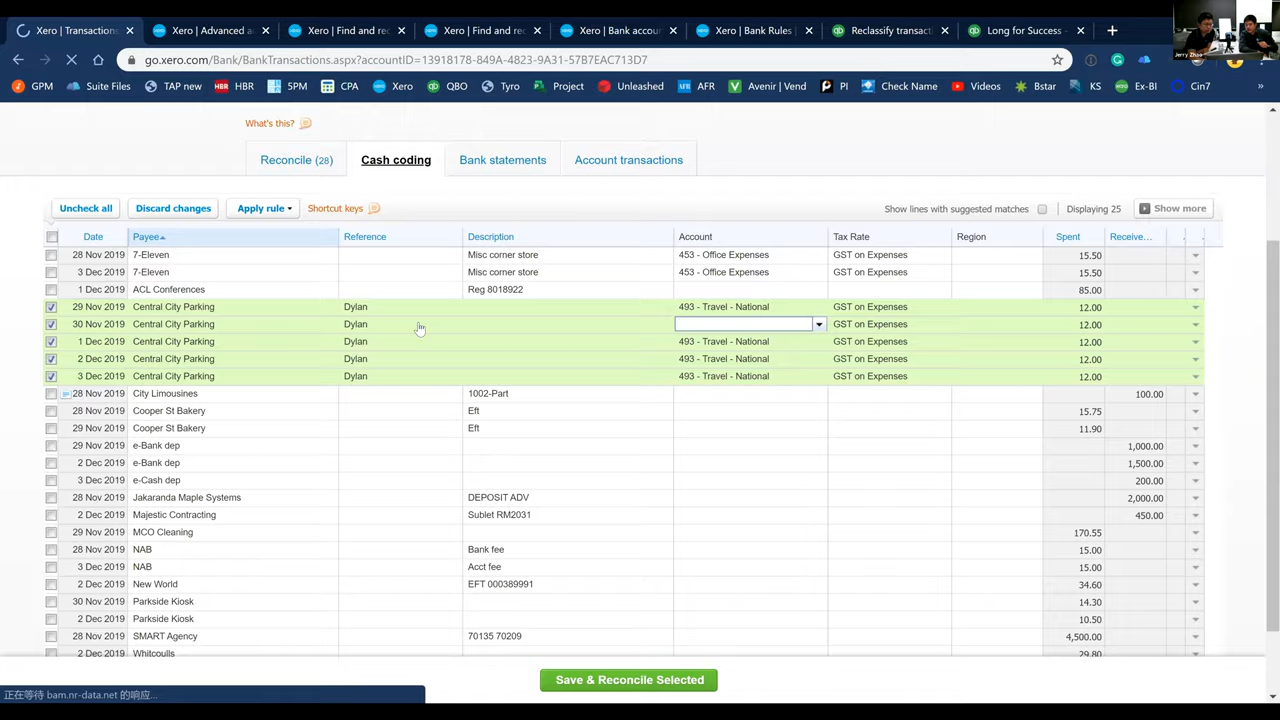 Xero | Transactions
Xero | Advanced a
Xero | Find and rec
Xero | Find and rec
Xero | Bank accou
Xero | Bank Rules |
Reclassify transacti
Long for Success -
Jerry Zhao
go.xero.com/Bank/BankTransactions.aspx?accountID=13918178-
-4823-9A31-57B7EAC713D7
GPM
Suite Files
TAP new
HBR
5PM
CPA
Xero
QBO
Tyro
Project
Unleashed
AFR
Avenir | Vend
PI
Check Name
Videos
Bstar
KS
Ex-BI
Cin7
What's this?
Reconcile (28)
Cash coding
Bank statements
Account transactions
Uncheck all
Discard changes
Apply rule
Shortcut keys
Show lines with suggested matches
Displaying 25
Show more
Date Payee Reference Description Account Tax Rate Region Spent Receive...
28 Nov 2019 7-Eleven Misc corner store 453 - Office Expenses GST on Expenses 15.50
3 Dec 2019 7-Eleven Misc corner store 453 - Office Expenses GST on Expenses 15.50
1 Dec 2019 ACL Conferences Reg 8018922 85.00
29 Nov 2019 Central City Parking Dylan 493 - Travel - National GST on Expenses 12.00
30 Nov 2019 Central City Parking Dylan GST on Expenses 12.00
1 Dec 2019 Central City Parking Dylan 493 - Travel - National GST on Expenses 12.00
2 Dec 2019 Central City Parking Dylan 493 - Travel - National GST on Expenses 12.00
3 Dec 2019 Central City Parking Dylan 493 - Travel - National GST on Expenses 12.00
28 Nov 2019 City Limousines 1002-Part 100.00
28 Nov 2019 Cooper St Bakery Eft 15.75
29 Nov 2019 Cooper St Bakery Eft 11.90
29 Nov 2019 e-Bank dep 1,000.00
2 Dec 2019 e-Bank dep 1,500.00
3 Dec 2019 e-Cash dep 200.00
28 Nov 2019 Jakaranda Maple Systems DEPOSIT ADV 2,000.00
2 Dec 2019 Majestic Contracting Sublet RM2031 450.00
29 Nov 2019 MCO Cleaning 170.55
28 Nov 2019 NAB Bank fee 15.00
3 Dec 2019 NAB Acct fee 15.00
2 Dec 2019 New World EFT 000389991 34.60
30 Nov 2019 Parkside Kiosk 14.30
2 Dec 2019 Parkside Kiosk 10.50
28 Nov 2019 SMART Agency 70135 70209 4,500.00
2 Dec 2019 Whitcoulls 29.80
Save & Reconcile Selected
正在等待 bam.nr-data.net 的响应...